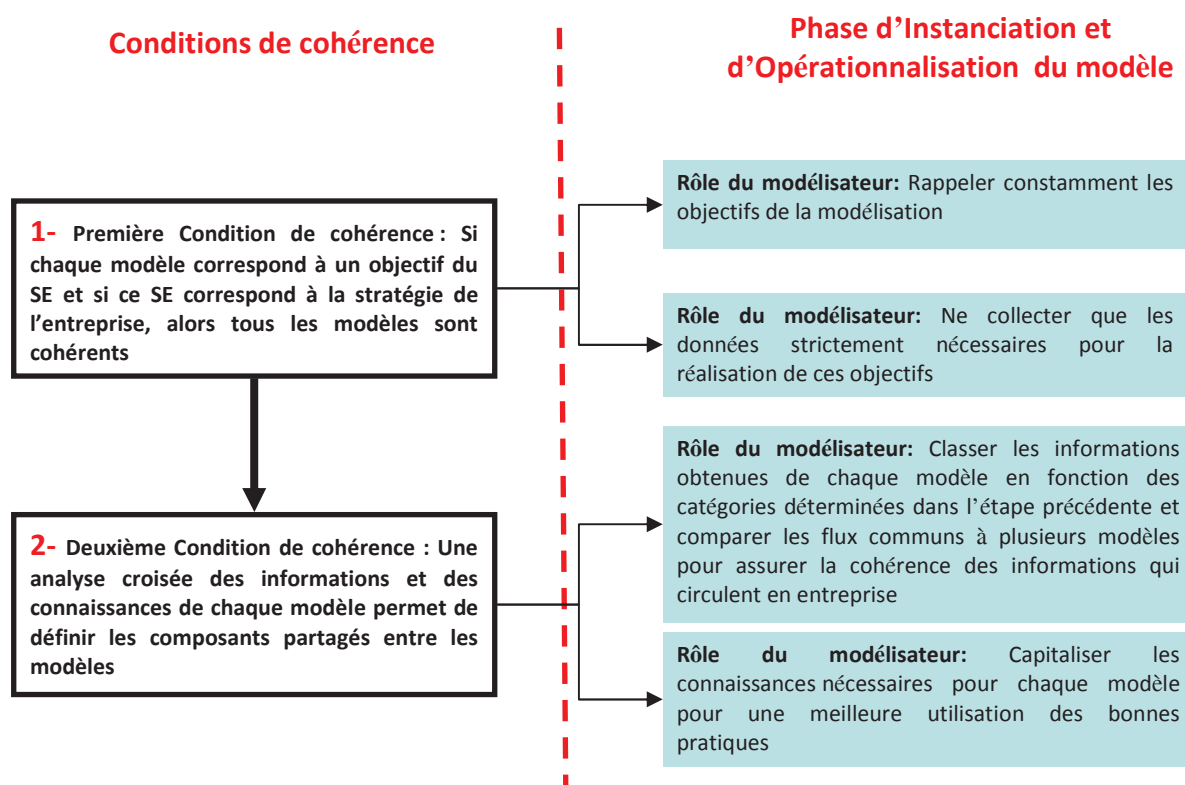 Conditions de cohérence
Phase d’Instanciation et
d’Opérationnalisation du modèle
1- Première Condition de cohérence : Si
chaque modèle correspond à un objectif du
SE et si ce SE correspond à la stratégie de
l’entreprise, alors tous les modèles sont
cohérents
Rôle du modélisateur: Rappeler constamment les
objectifs de la modélisation
Rôle du modélisateur: Ne collecter que les
données strictement nécessaires pour la
réalisation de ces objectifs
2- Deuxième Condition de cohérence : Une
analyse croisée des informations et des
connaissances de chaque modèle permet de
définir les composants partagés entre les
modèles
Rôle du modélisateur: Classer les informations
obtenues de chaque modèle en fonction des
catégories déterminées dans l’étape précédente et
comparer les flux communs à plusieurs modèles
pour assurer la cohérence des informations qui
circulent en entreprise
Rôle du modélisateur: Capitaliser les
connaissances nécessaires pour chaque modèle
pour une meilleure utilisation des bonnes
pratiques